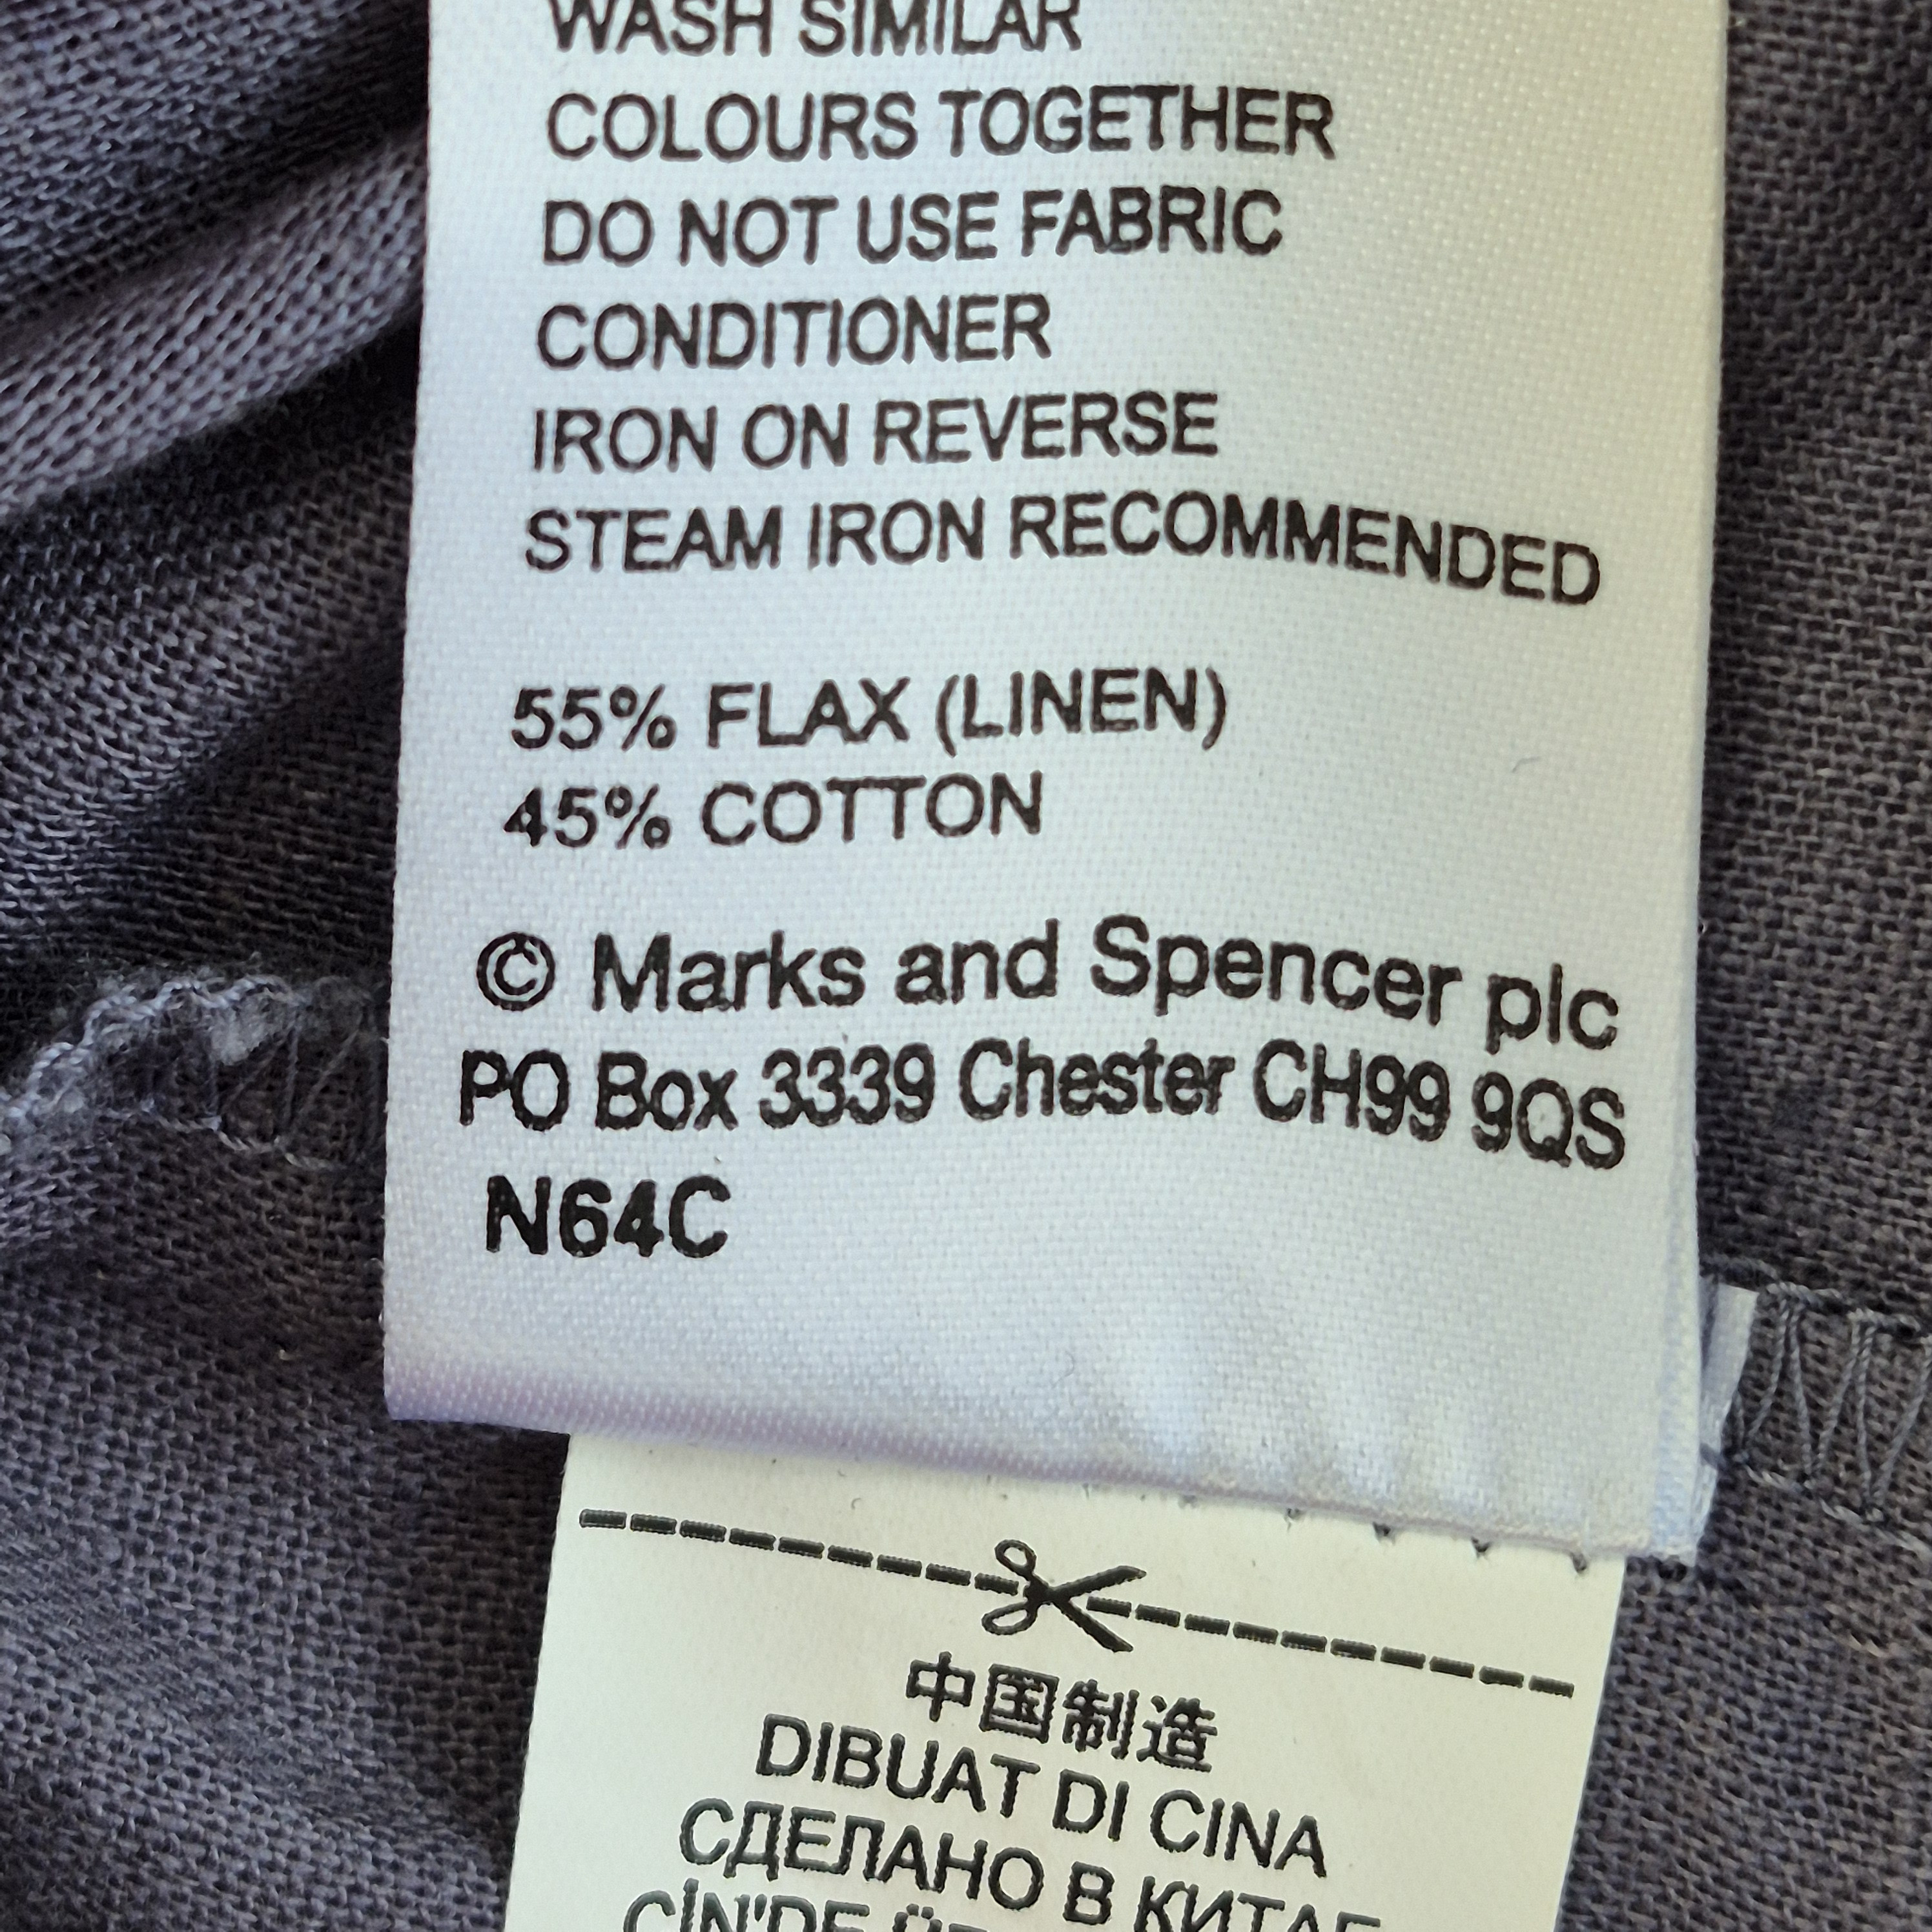 WASH SIMILAR
COLOURS TOGETHER
DO NOT USE FABRIC
CONDITIONER
IRON ON REVERSE
STEAM IRON RECOMMENDED
55% FLAX (LINEN)
45% COTTON
© Marks and Spencer plc
PO Box 3339 Chester CH99 9QS
N64C
中国制造
DIBUAT DI CINA
СДЕЛАНО В КИТАЕ
ÇİN'DE